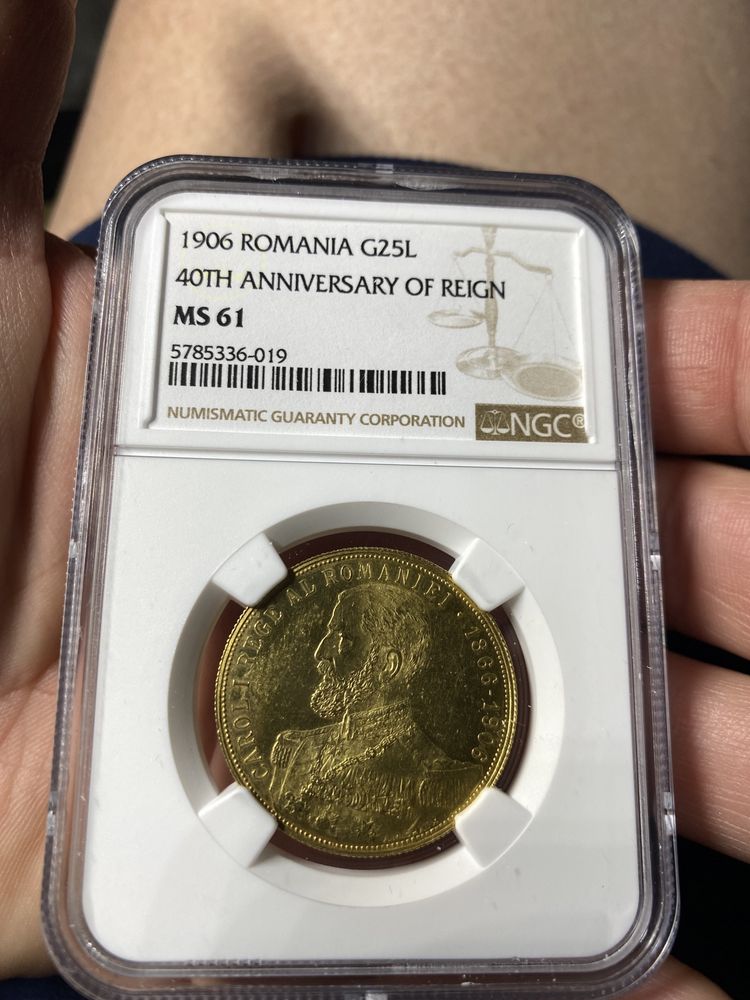 1906 ROMANIA G25L
40TH ANNIVERSARY OF REIGN
MS 61
5785336-019
NUMISMATIC GUARANTY CORPORATION
NGC®
CAROL I REGE AL ROMANIEI · 1866-1906